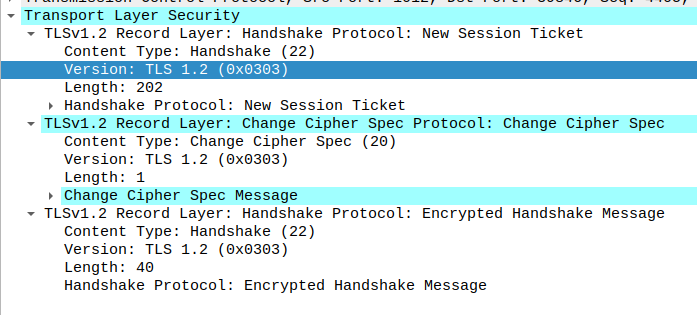 Transport Layer Security
TLSv1.2 Record Layer: Handshake Protocol: New Session Ticket
Content Type: Handshake (22)
Version: TLS 1.2 (0x0303)
Length: 202
Handshake Protocol: New Session Ticket
TLSv1.2 Record Layer: Change Cipher Spec Protocol: Change Cipher Spec
Content Type: Change Cipher Spec (20)
Version: TLS 1.2 (0x0303)
Length: 1
Change Cipher Spec Message
TLSv1.2 Record Layer: Handshake Protocol: Encrypted Handshake Message
Content Type: Handshake (22)
Version: TLS 1.2 (0x0303)
Length: 40
Handshake Protocol: Encrypted Handshake Message